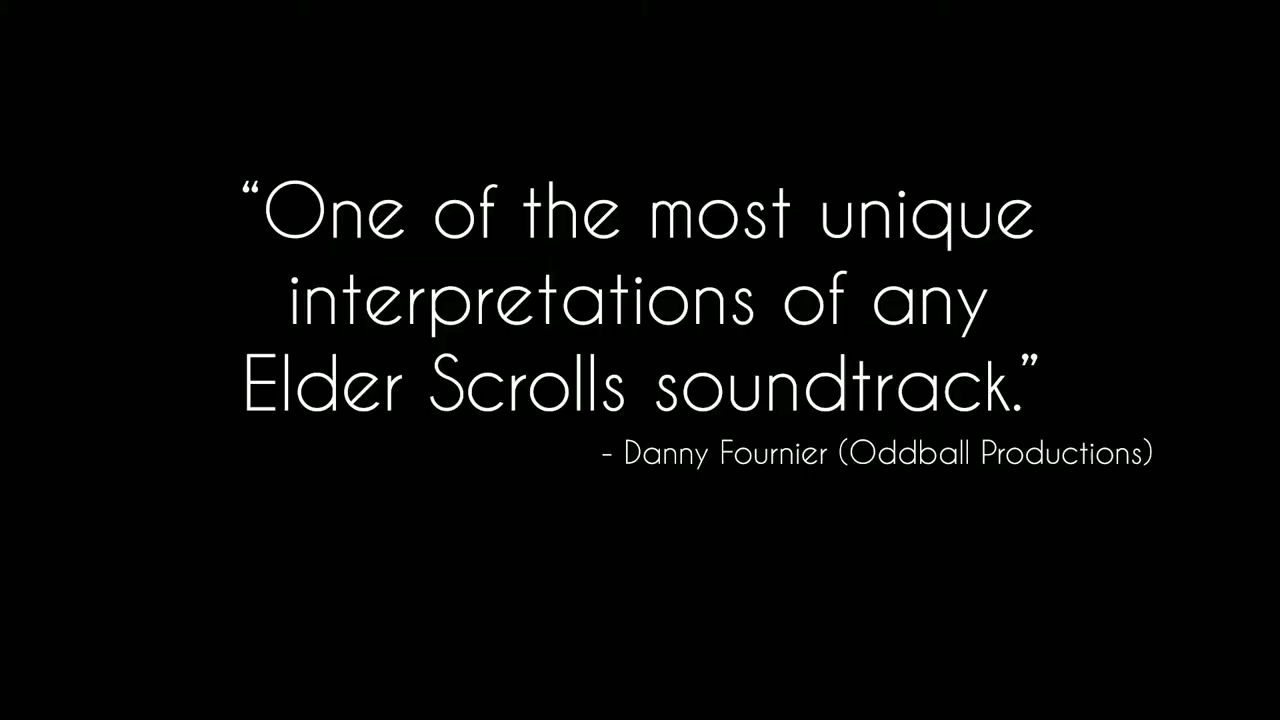 “One of the most unique
interpretations of any
Elder Scrolls soundtrack.”
- Danny Fournier (Oddball Productions)